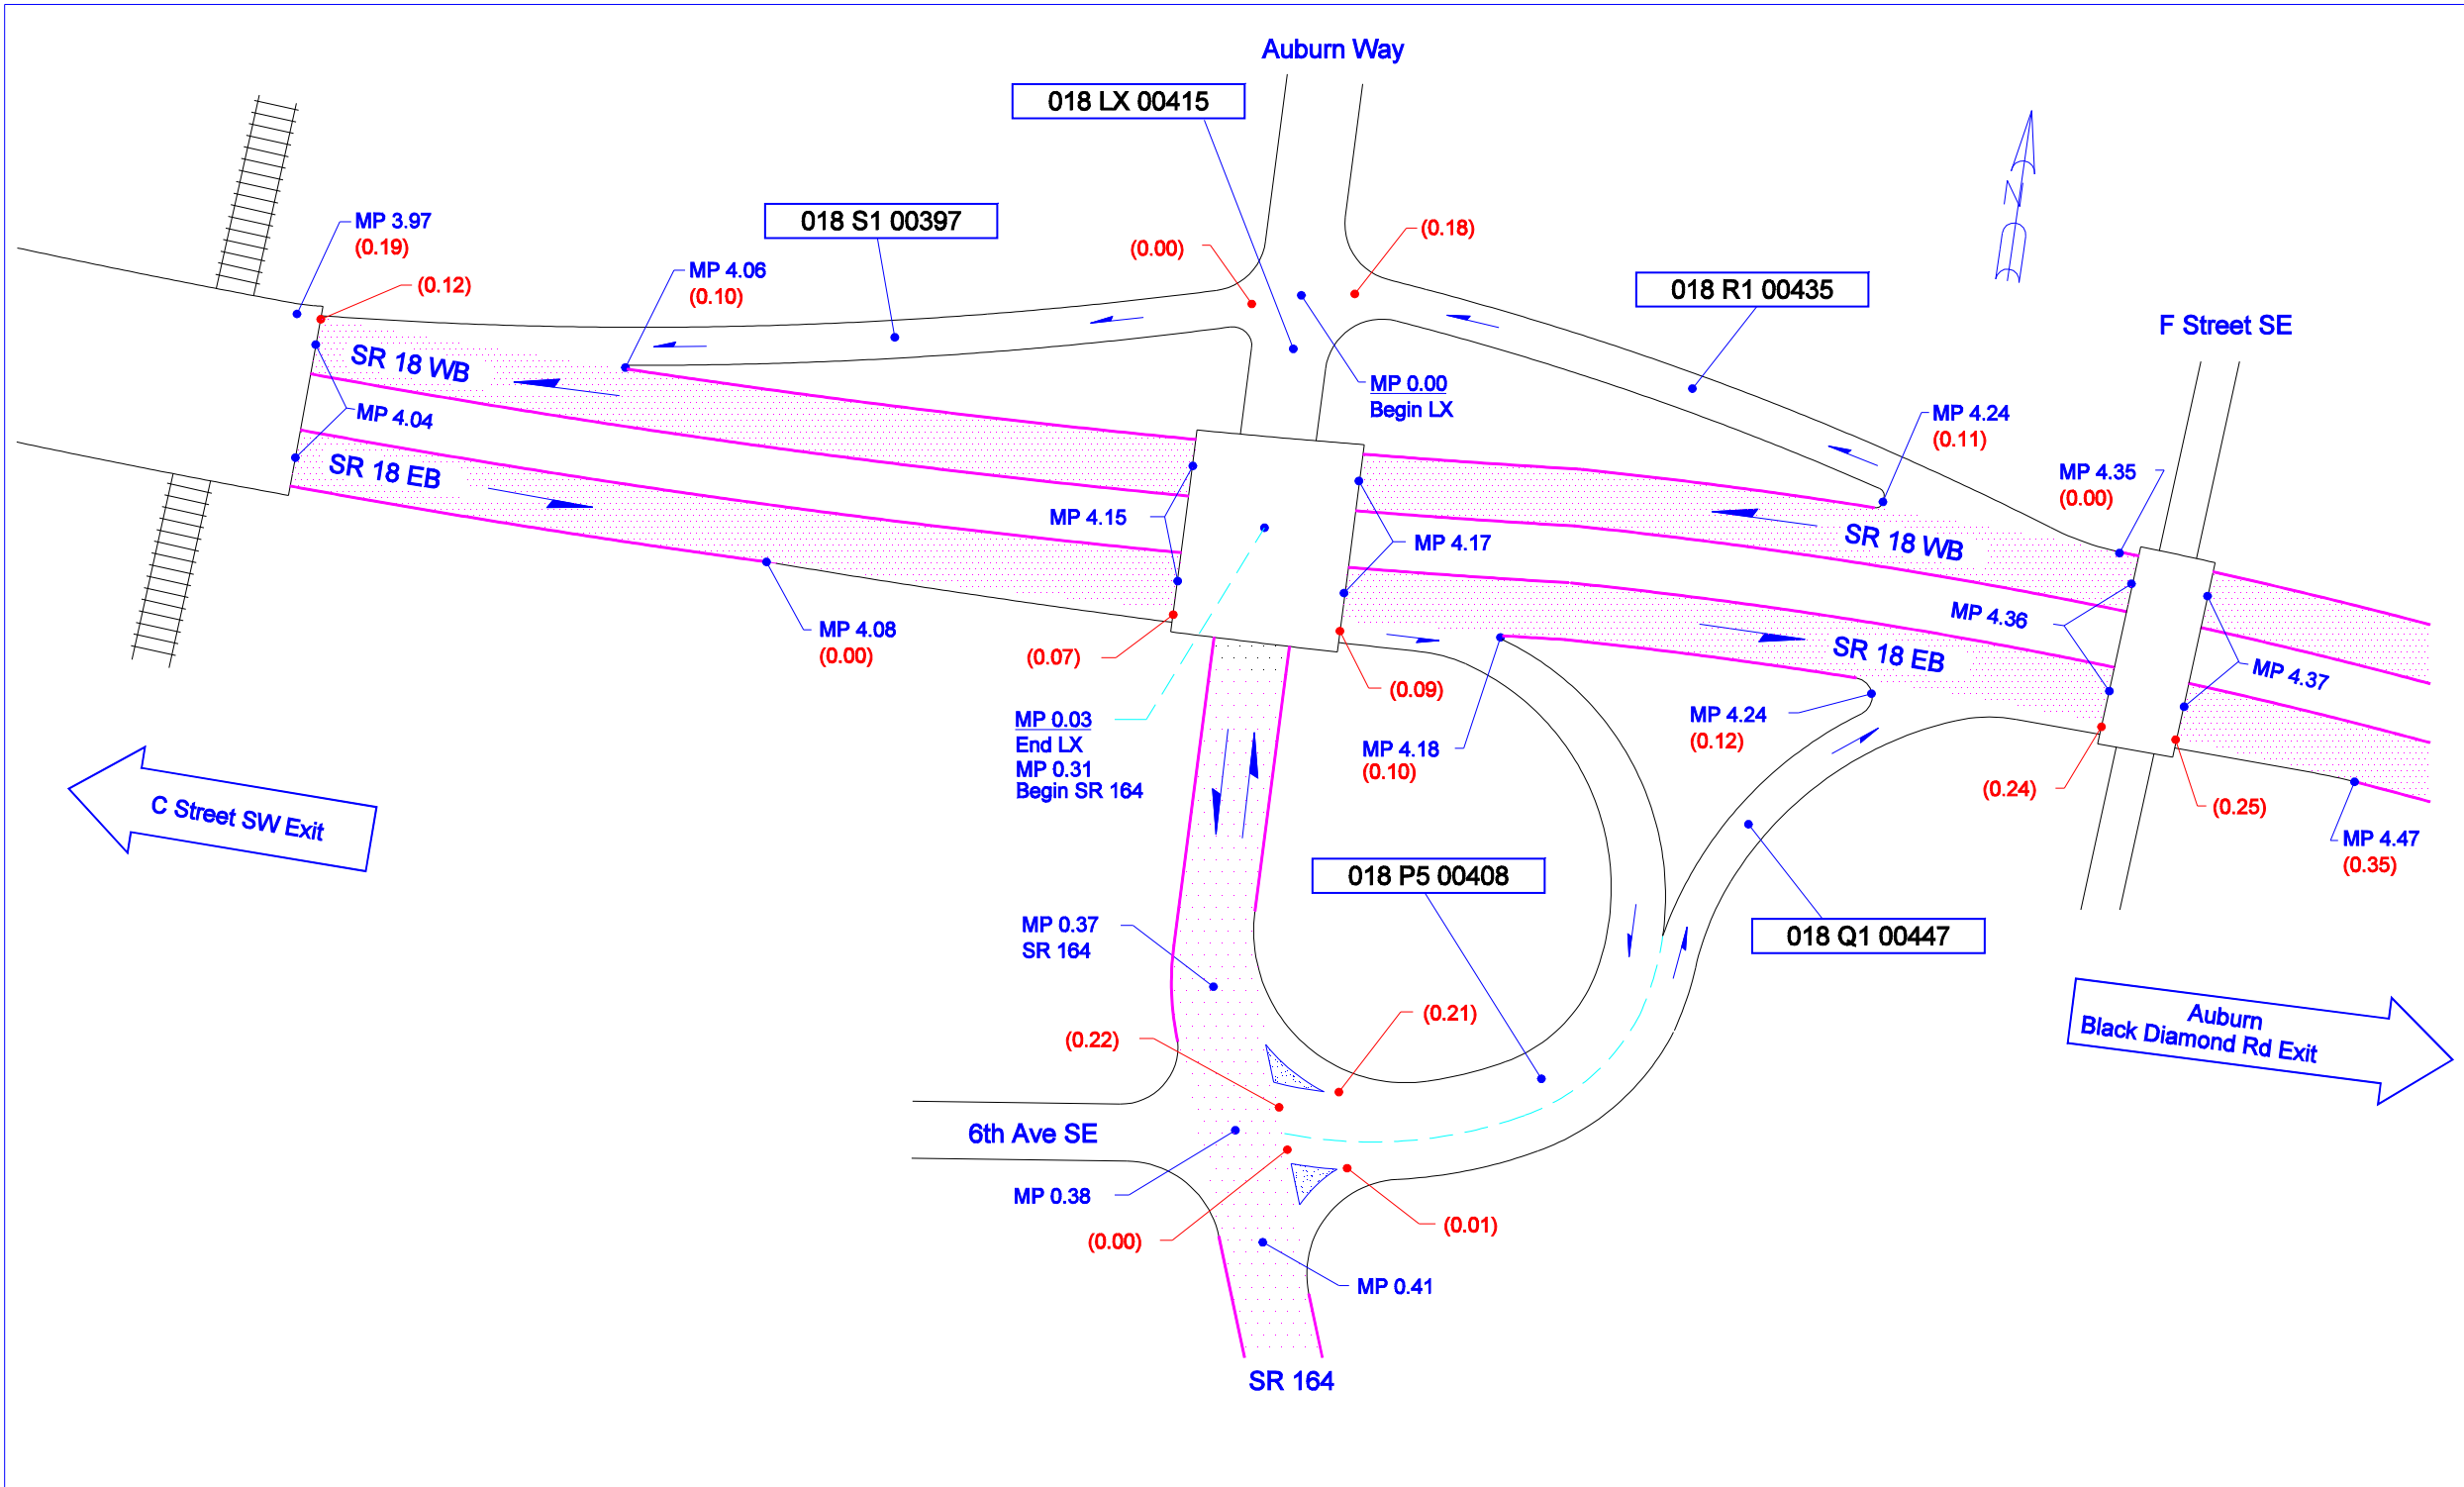 Auburn Way
018 LX 00415
018 S1 00397
MP 3.97
(0.19)
(0.12)
MP 4.06
(0.10)
(0.00)
(0.18)
018 R1 00435
N
F Street SE
SR 18 WB
MP 4.04
SR 18 EB
MP 0.00
Begin LX
MP 4.24
(0.11)
MP 4.35
(0.00)
MP 4.15
MP 4.17
SR 18 WB
MP 4.36
SR 18 EB
MP 4.37
MP 4.08
(0.00)
(0.07)
(0.09)
MP 0.03
End LX
MP 0.31
Begin SR 164
MP 4.18
(0.10)
MP 4.24
(0.12)
(0.24)
(0.25)
MP 4.47
(0.35)
C Street SW Exit
018 P5 00408
018 Q1 00447
MP 0.37
SR 164
Auburn
Black Diamond Rd Exit
(0.22)
(0.21)
6th Ave SE
MP 0.38
(0.00)
(0.01)
MP 0.41
SR 164